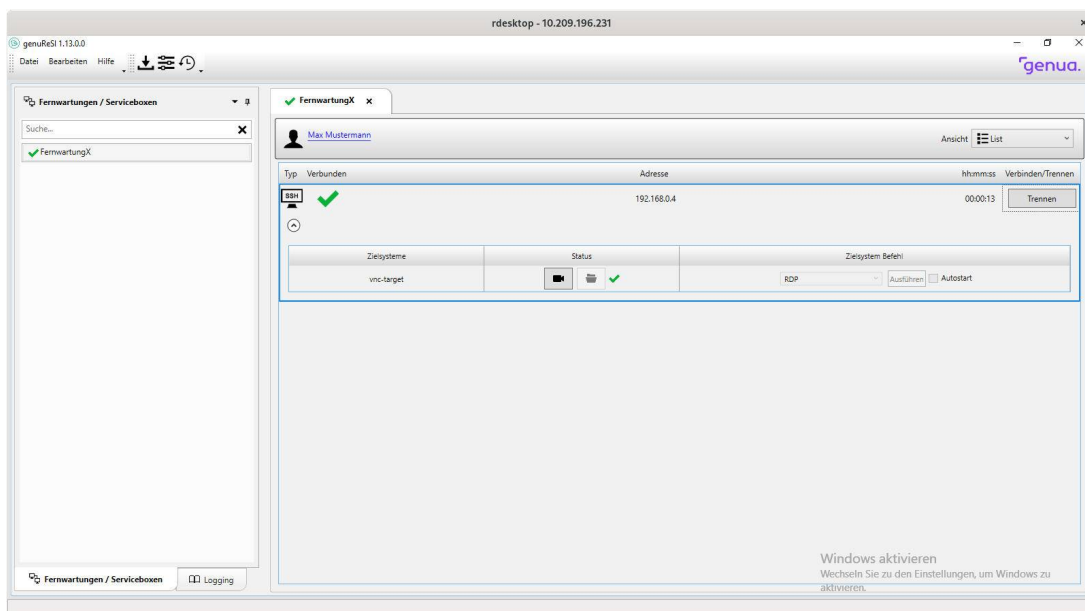 rdesktop - 10.209.196.231
genuReSI 1.13.0.0
Datei Bearbeiten Hilfe
genua.
Fernwartungen / Serviceboxen
Suche...
FernwartungX
FernwartungX
Max Mustermann
Ansicht List
Typ Verbunden Adresse hh:mm:ss Verbinden/Trennen
SSH 192.168.0.4 00:00:13 Trennen
Zielsysteme Status Zielsystem Befehl
vnc-target RDP Ausführen Autostart
Windows aktivieren
Wechseln Sie zu den Einstellungen, um Windows zu
aktivieren.
Fernwartungen / Serviceboxen Logging